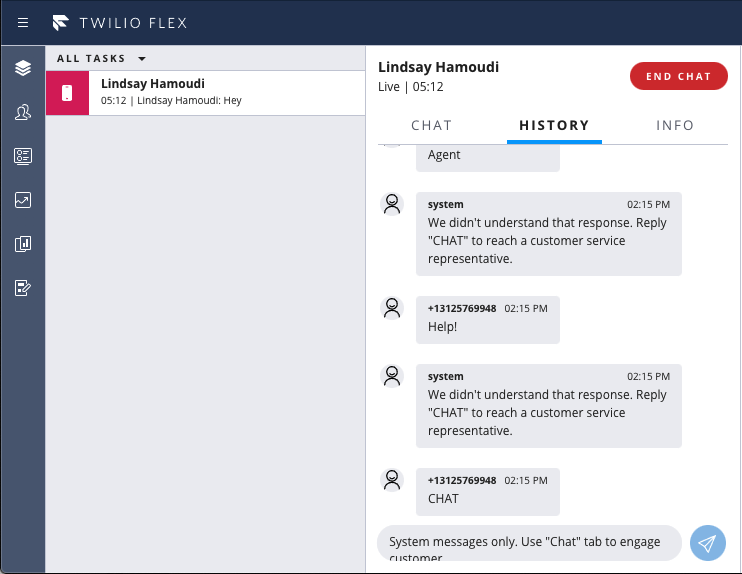 TWILIO FLEX
ALL TASKS
Lindsay Hamoudi
05:12 | Lindsay Hamoudi: Hey
Lindsay Hamoudi
Live | 05:12
END CHAT
CHAT
HISTORY
INFO
Agent
system 02:15 PM
We didn't understand that response. Reply
"CHAT" to reach a customer service
representative.
+13125769948 02:15 PM
Help!
system 02:15 PM
We didn't understand that response. Reply
"CHAT" to reach a customer service
representative.
+13125769948 02:15 PM
CHAT
System messages only. Use "Chat" tab to engage
customer